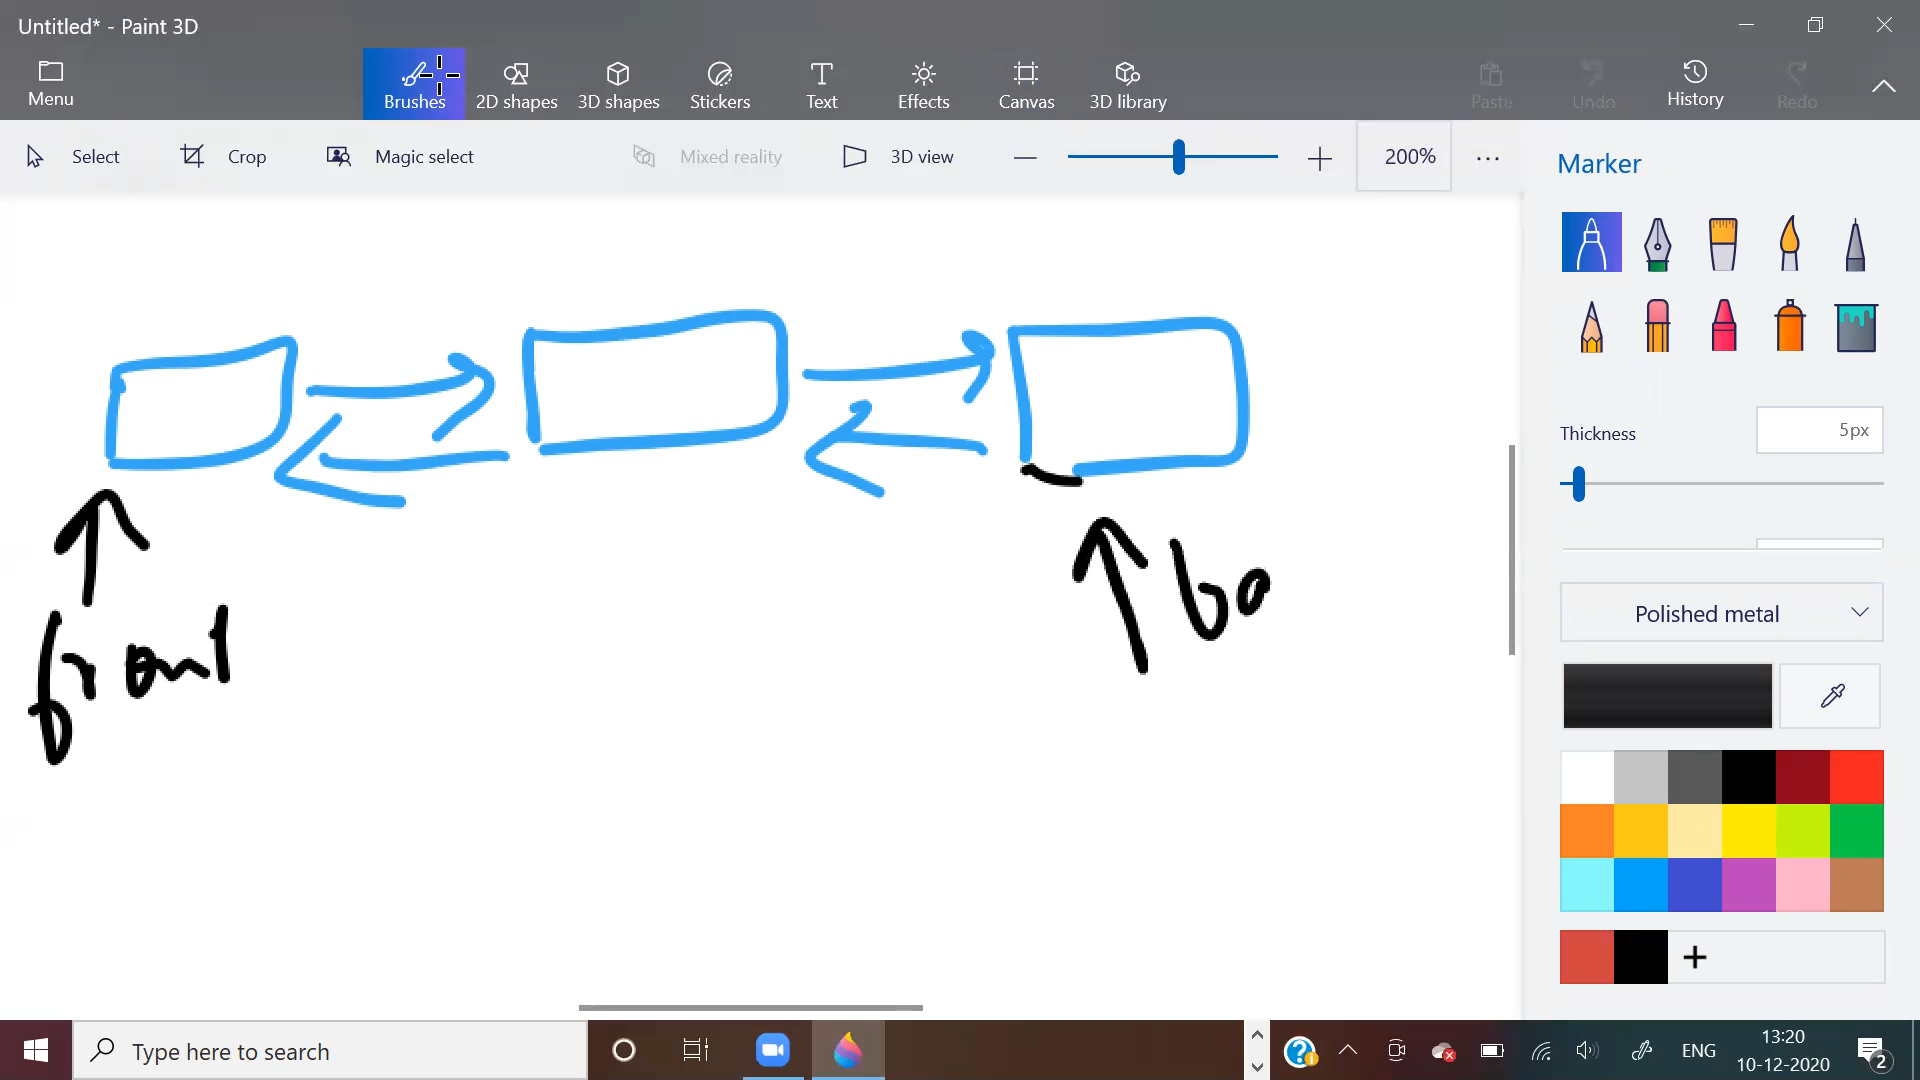 Untitled* - Paint 3D
Menu
Brushes
2D shapes
3D shapes
Stickers
Text
Effects
Canvas
3D library
Paste
Undo
History
Redo
Select
Crop
Magic select
Mixed reality
3D view
200%
Marker
Thickness
5px
Polished metal
front
ba
Type here to search
ENG
13:20
10-12-2020
2